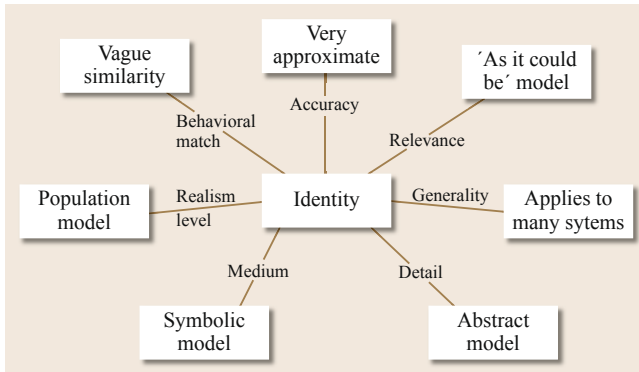 Vague
similarity
Very
approximate
´As it could
be´ model
Behavioral
match
Accuracy
Relevance
Population
model
Realism
level
Identity
Generality
Applies to
many sytems
Medium
Detail
Symbolic
model
Abstract
model